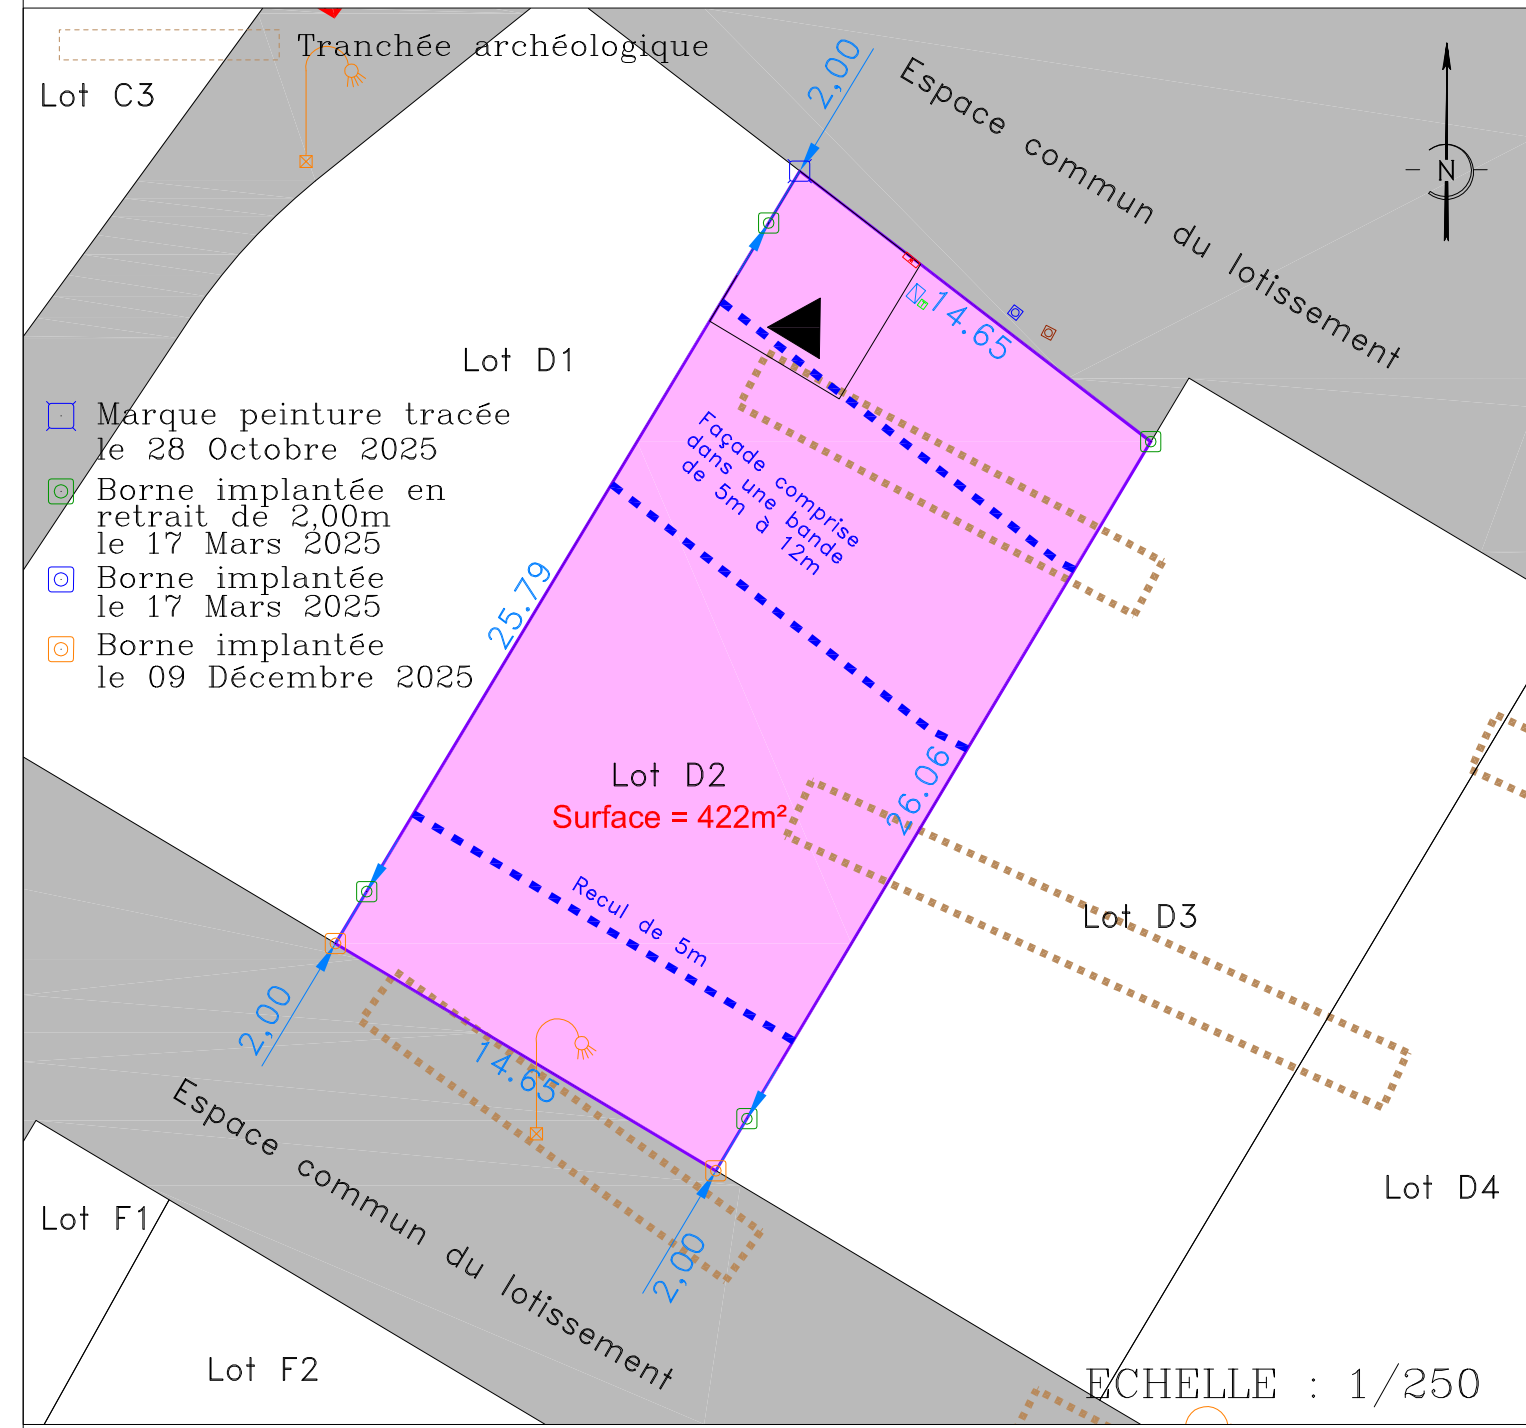 Tranchée archéologique
Lot C3
2,00
Espace commun du lotissement
N
14.65
Lot D1
Marque peinture tracée
le 28 Octobre 2025
Borne implantée en
retrait de 2,00m
le 17 Mars 2025
Borne implantée
le 17 Mars 2025
Borne implantée
le 09 Décembre 2025
Façade comprise
dans une bande
de 5m à 12m
25.79
26.06
Lot D2
Surface = 422m²
Recul de 5m
Lot D3
2,00
14.65
Espace commun du lotissement
2,00
Lot D4
Lot F1
Lot F2
ECHELLE : 1/250